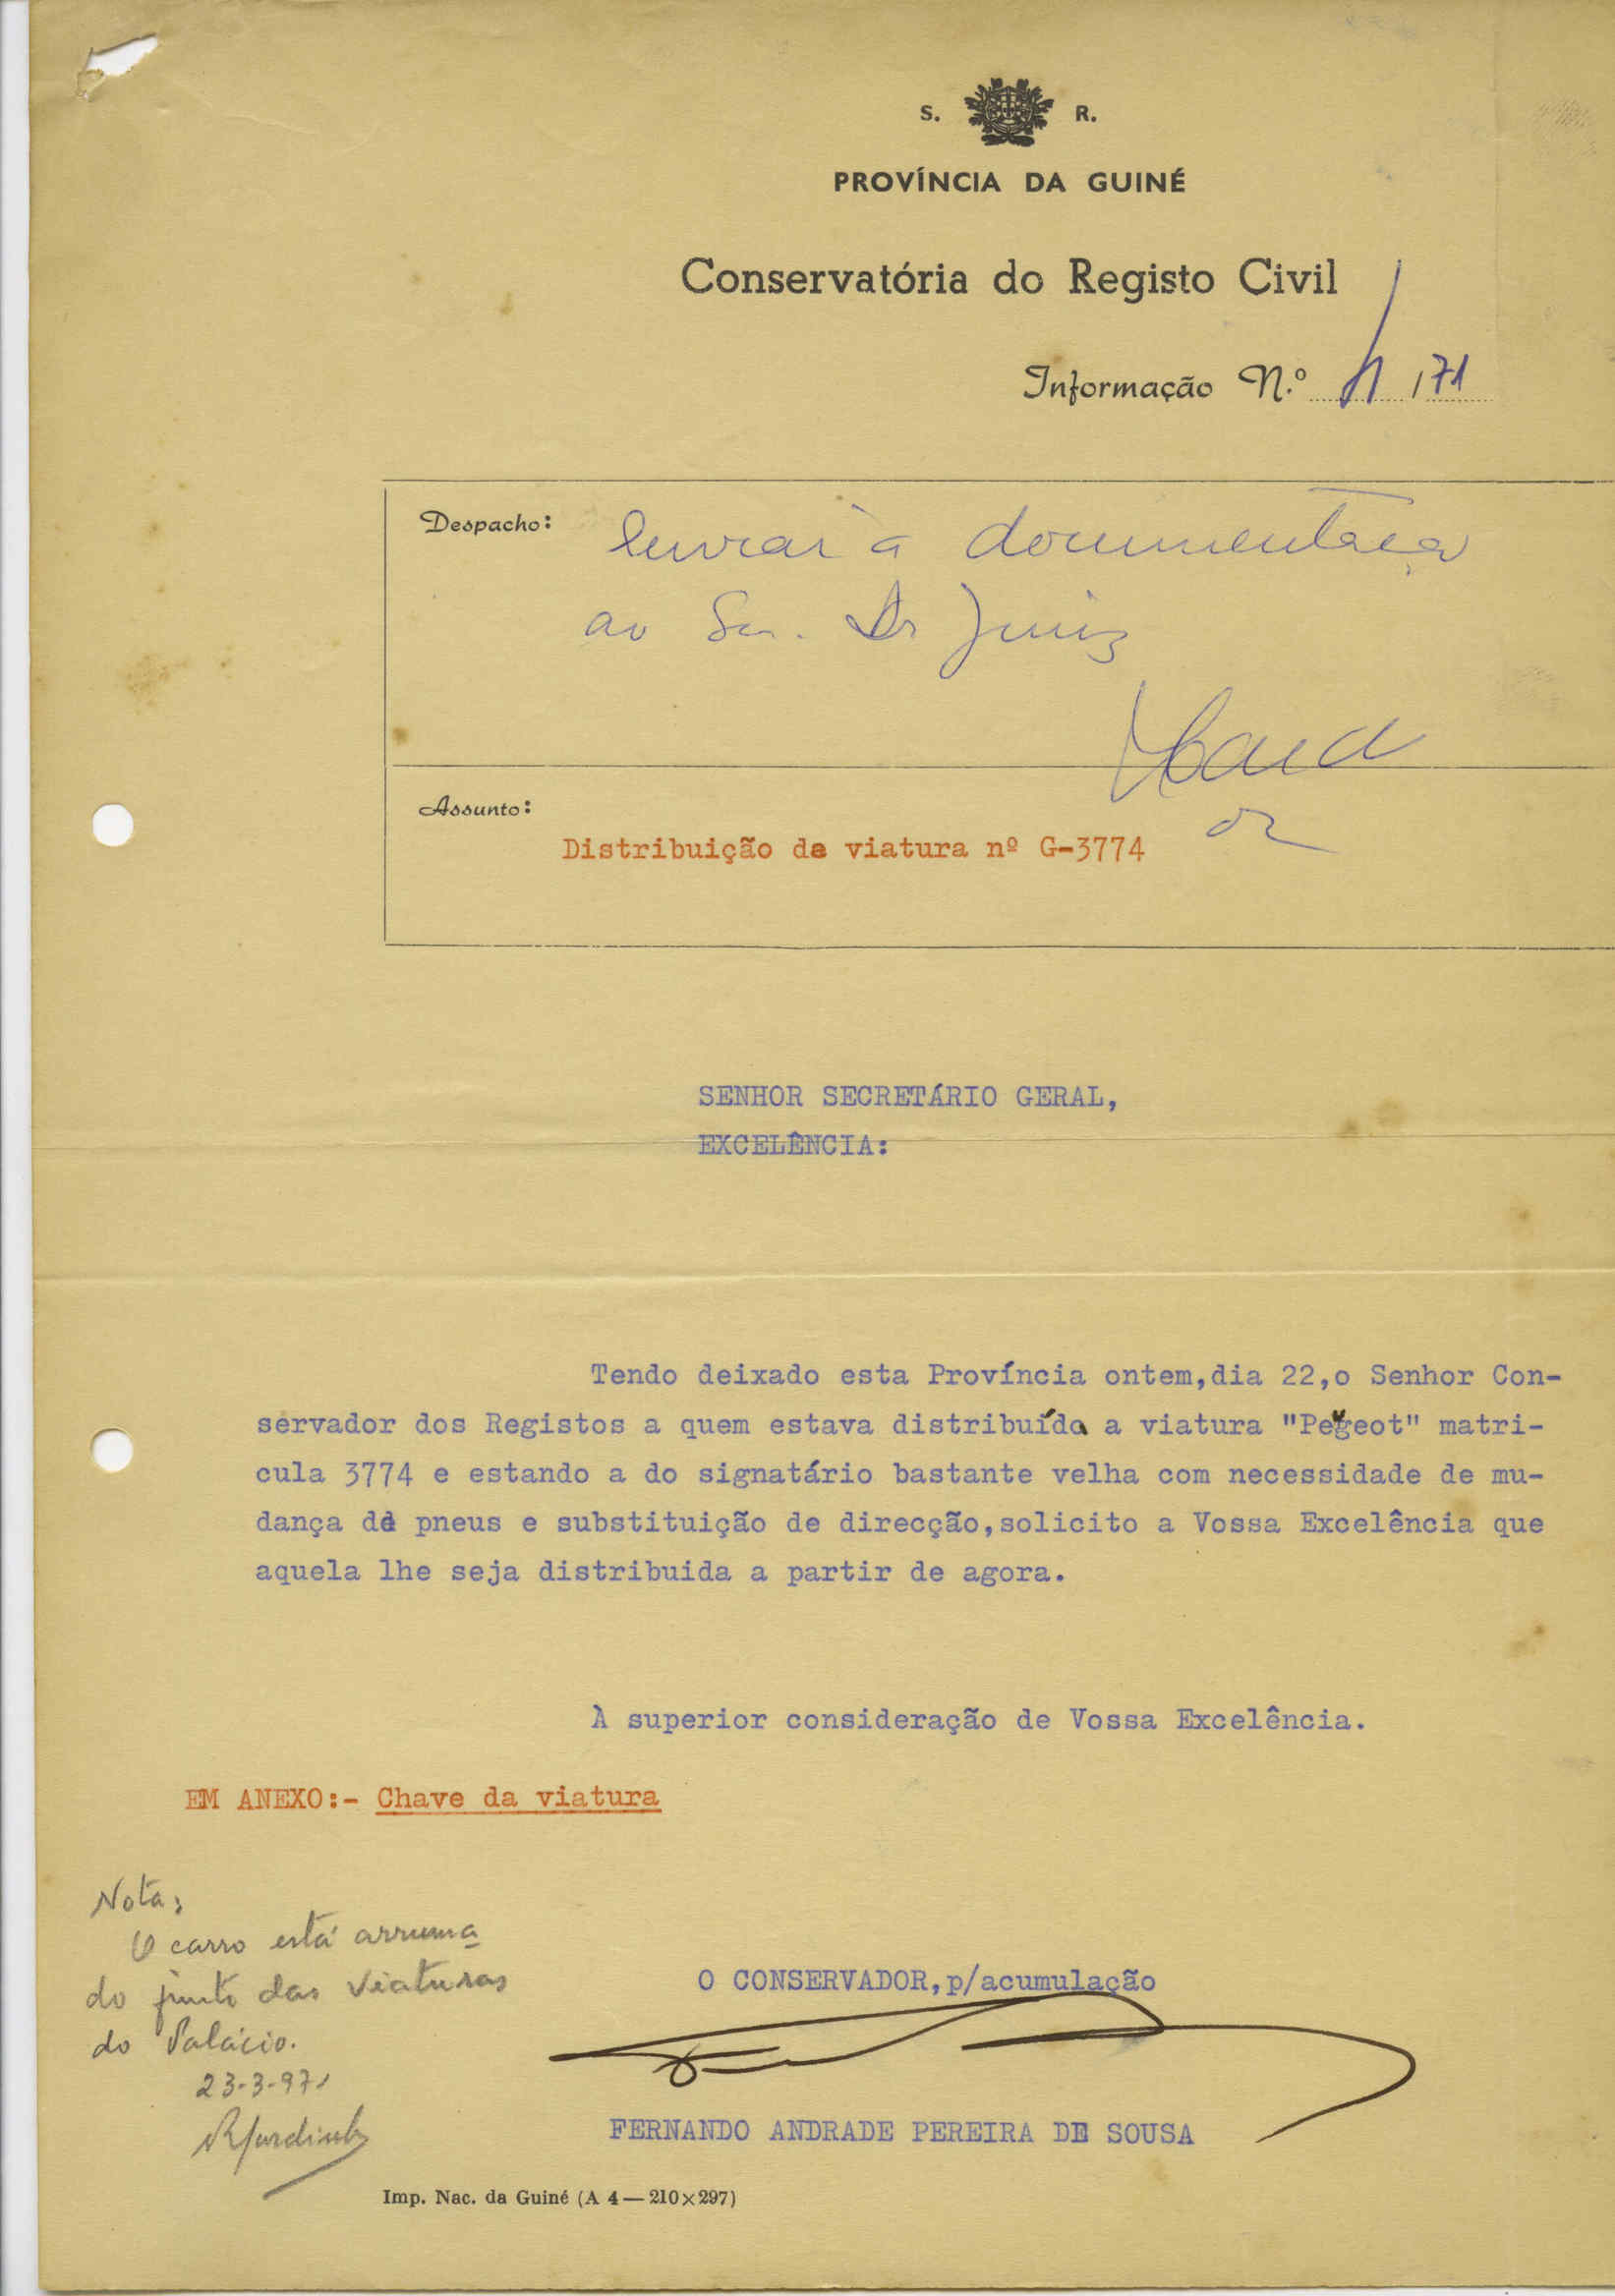 S. R.
PROVÍNCIA DA GUINÉ
Conservatória do Registo Civil
Informação N.º /71
Despacho: Enviar a documentação
ao Sr. Dr Juiz
Assunto:
Distribuição da viatura nº G-3774
SENHOR SECRETÁRIO GERAL,
EXCELÊNCIA:
Tendo deixado esta Província ontem,dia 22,o Senhor Con-
servador dos Registos a quem estava distribuída a viatura "Pegeot" matri-
cula 3774 e estando a do signatário bastante velha com necessidade de mu-
dança de pneus e substituição de direcção,solicito a Vossa Excelência que
aquela lhe seja distribuida a partir de agora.
À superior consideração de Vossa Excelência.
EM ANEXO:- Chave da viatura
Nota:
O carro está arruma
do junto das viaturas
do Palácio.
23-3-971
O CONSERVADOR,p/acumulação
FERNANDO ANDRADE PEREIRA DE SOUSA
Imp. Nac. da Guiné (A 4 — 210×297)